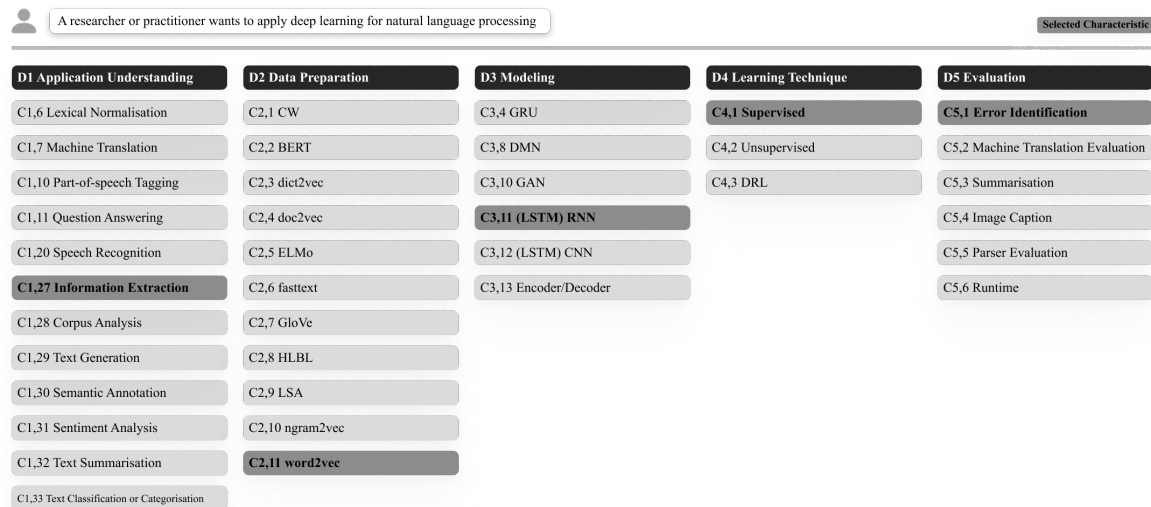 A researcher or practitioner wants to apply deep learning for natural language processing
Selected Characteristic
D1 Application Understanding
C1,6 Lexical Normalisation
C1,7 Machine Translation
C1,10 Part-of-speech Tagging
C1,11 Question Answering
C1,20 Speech Recognition
C1,27 Information Extraction
C1,28 Corpus Analysis
C1,29 Text Generation
C1,30 Semantic Annotation
C1,31 Sentiment Analysis
C1,32 Text Summarisation
C1,33 Text Classification or Categorisation
D2 Data Preparation
C2,1 CW
C2,2 BERT
C2,3 dict2vec
C2,4 doc2vec
C2,5 ELMo
C2,6 fasttext
C2,7 GloVe
C2,8 HLBL
C2,9 LSA
C2,10 ngram2vec
C2,11 word2vec
D3 Modeling
C3,4 GRU
C3,8 DMN
C3,10 GAN
C3,11 (LSTM) RNN
C3,12 (LSTM) CNN
C3,13 Encoder/Decoder
D4 Learning Technique
C4,1 Supervised
C4,2 Unsupervised
C4,3 DRL
D5 Evaluation
C5,1 Error Identification
C5,2 Machine Translation Evaluation
C5,3 Summarisation
C5,4 Image Caption
C5,5 Parser Evaluation
C5,6 Runtime